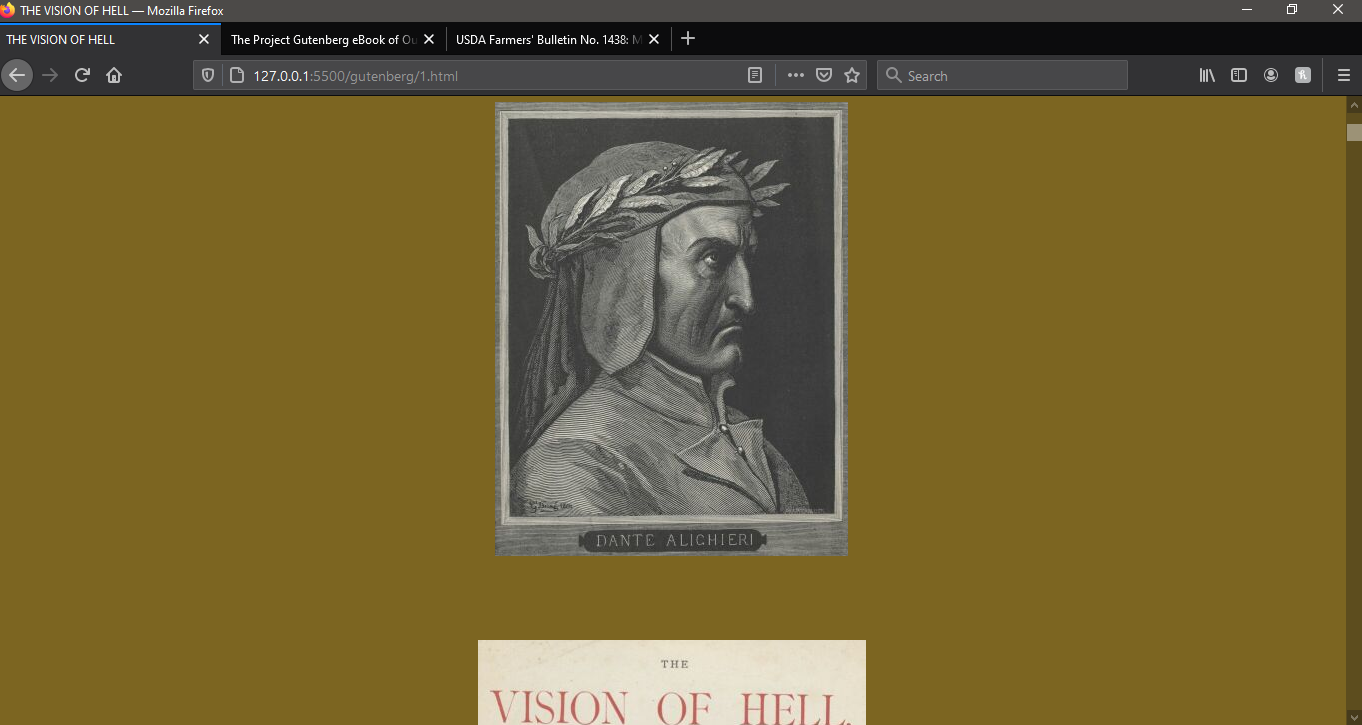 THE VISION OF HELL — Mozilla Firefox
THE VISION OF HELL
The Project Gutenberg eBook of Ou
USDA Farmers' Bulletin No. 1438: M
127.0.0.1:5500/gutenberg/1.html
Search
DANTE ALIGHIERI
THE
VISION OF HELL.